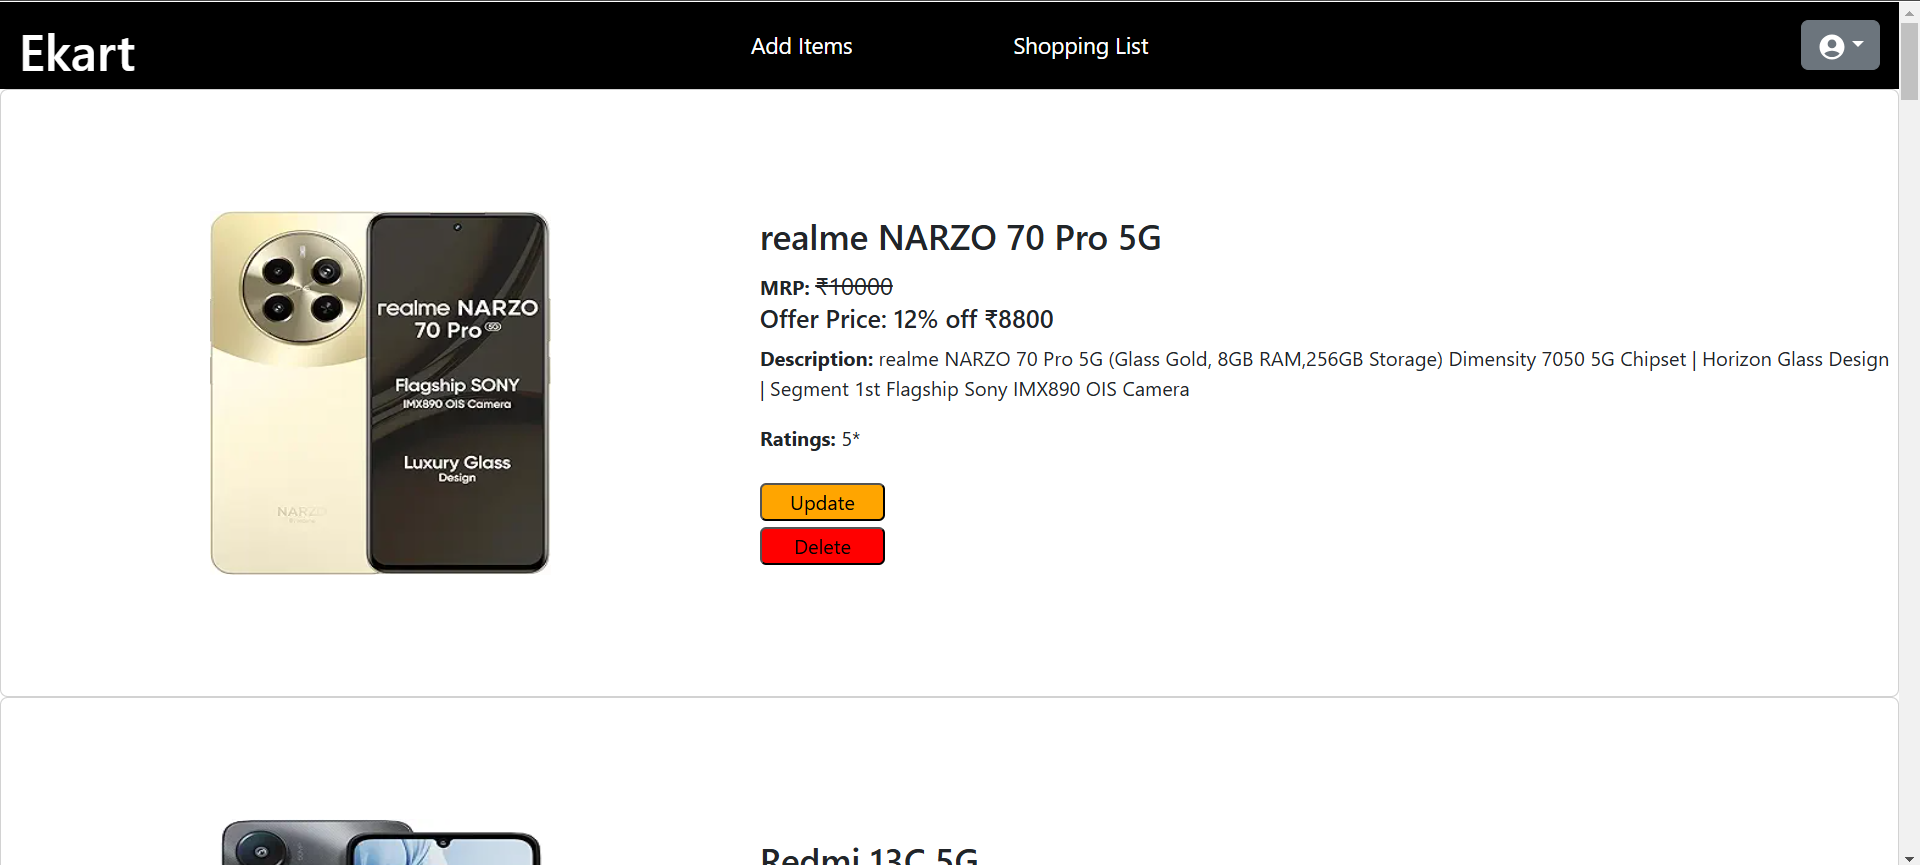 Ekart
Add Items
Shopping List
realme NARZO
70 Pro 5G
Flagship SONY
IMX890 OIS Camera
Luxury Glass
Design
NARZO
realme NARZO 70 Pro 5G
MRP: ₹10000
Offer Price: 12% off ₹8800
Description: realme NARZO 70 Pro 5G (Glass Gold, 8GB RAM,256GB Storage) Dimensity 7050 5G Chipset | Horizon Glass Design
| Segment 1st Flagship Sony IMX890 OIS Camera
Ratings: 5*
Update
Delete
Redmi 13C 5G